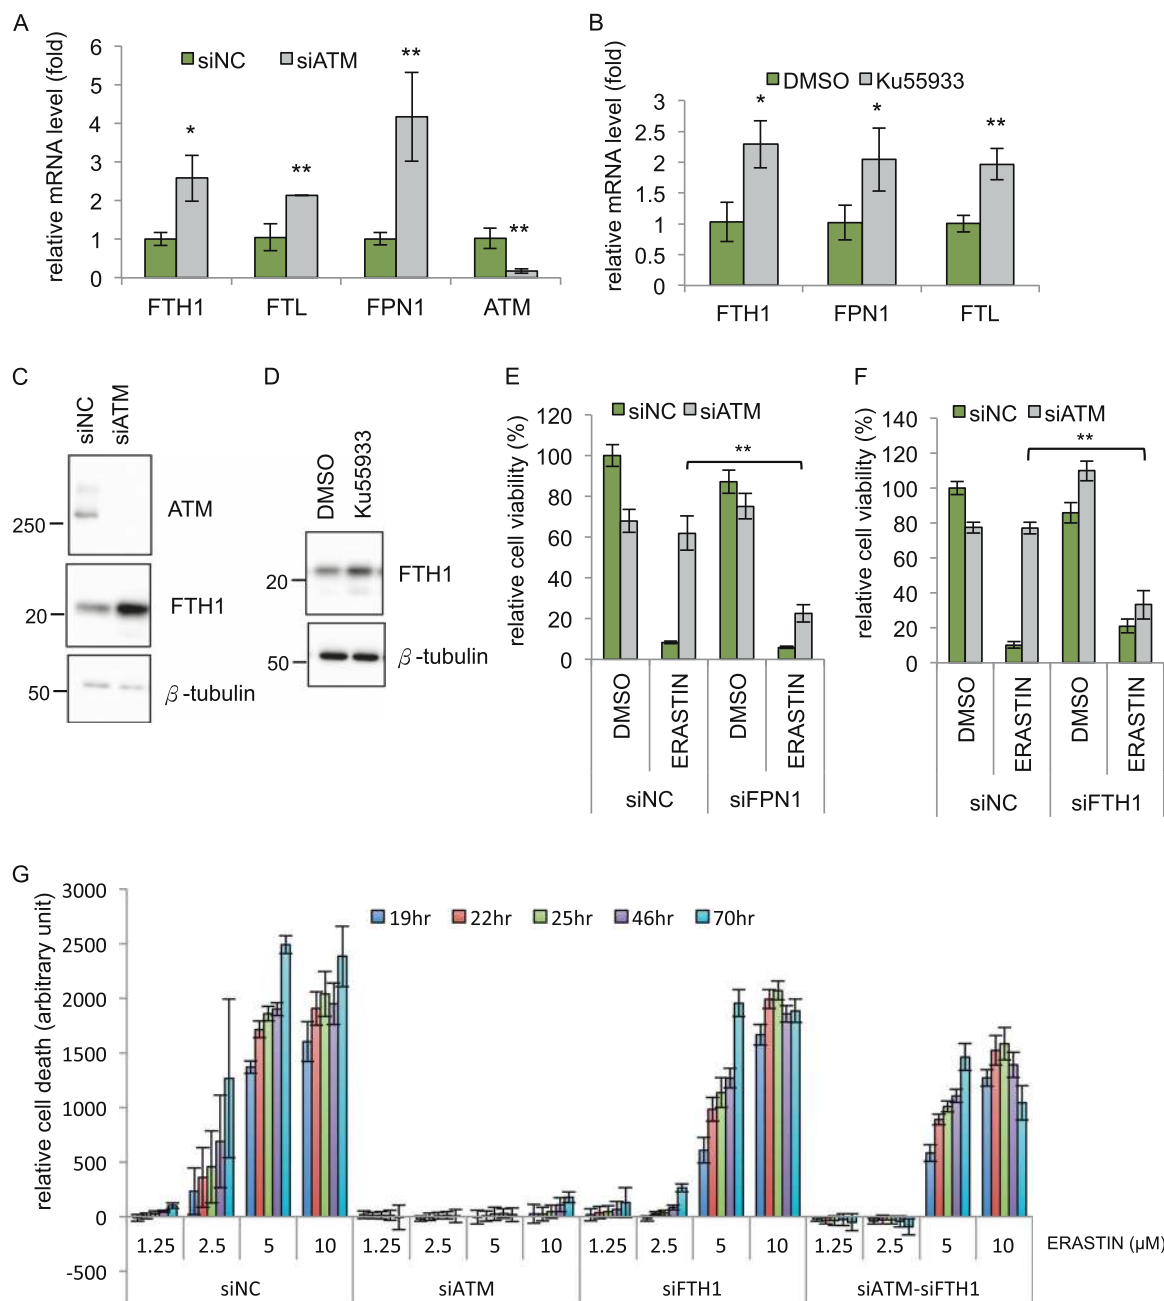 A
relative mRNA level (fold)
6
5
4
3
2
1
0
siNC siATM
* ** ** **
FTH1 FTL FPN1 ATM
B
relative mRNA level (fold)
3
2.5
2
1.5
1
0.5
0
DMSO Ku55933
* * **
FTH1 FPN1 FTL
C
siNC siATM
250 ATM
20 FTH1
50 β-tubulin
D
DMSO Ku55933
20 FTH1
50 β-tubulin
E
relative cell viability (%)
120
100
80
60
40
20
0
siNC siATM
**
DMSO ERASTIN DMSO ERASTIN
siNC siFPN1
F
relative cell viability (%)
140
120
100
80
60
40
20
0
siNC siATM
**
DMSO ERASTIN DMSO ERASTIN
siNC siFTH1
G
relative cell death (arbitrary unit)
3000
2500
2000
1500
1000
500
0
-500
19hr 22hr 25hr 46hr 70hr
1.25 2.5 5 10 1.25 2.5 5 10 1.25 2.5 5 10 1.25 2.5 5 10 ERASTIN (μM)
siNC siATM siFTH1 siATM-siFTH1